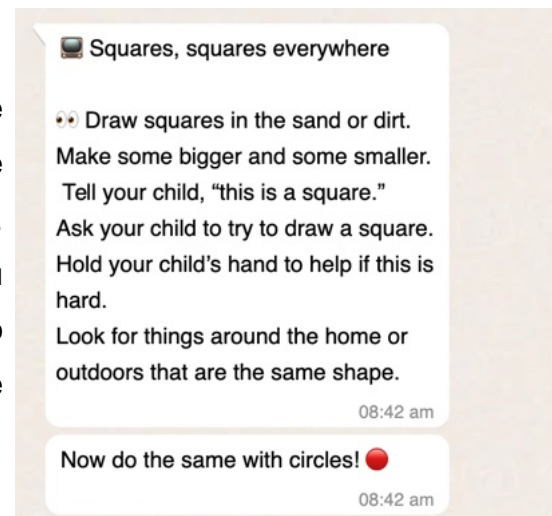 📺 Squares, squares everywhere
👀 Draw squares in the sand or dirt.
Make some bigger and some smaller.
Tell your child, “this is a square.”
Ask your child to try to draw a square.
Hold your child’s hand to help if this is
hard.
Look for things around the home or
outdoors that are the same shape.
08:42 am
Now do the same with circles! 🔴
08:42 am